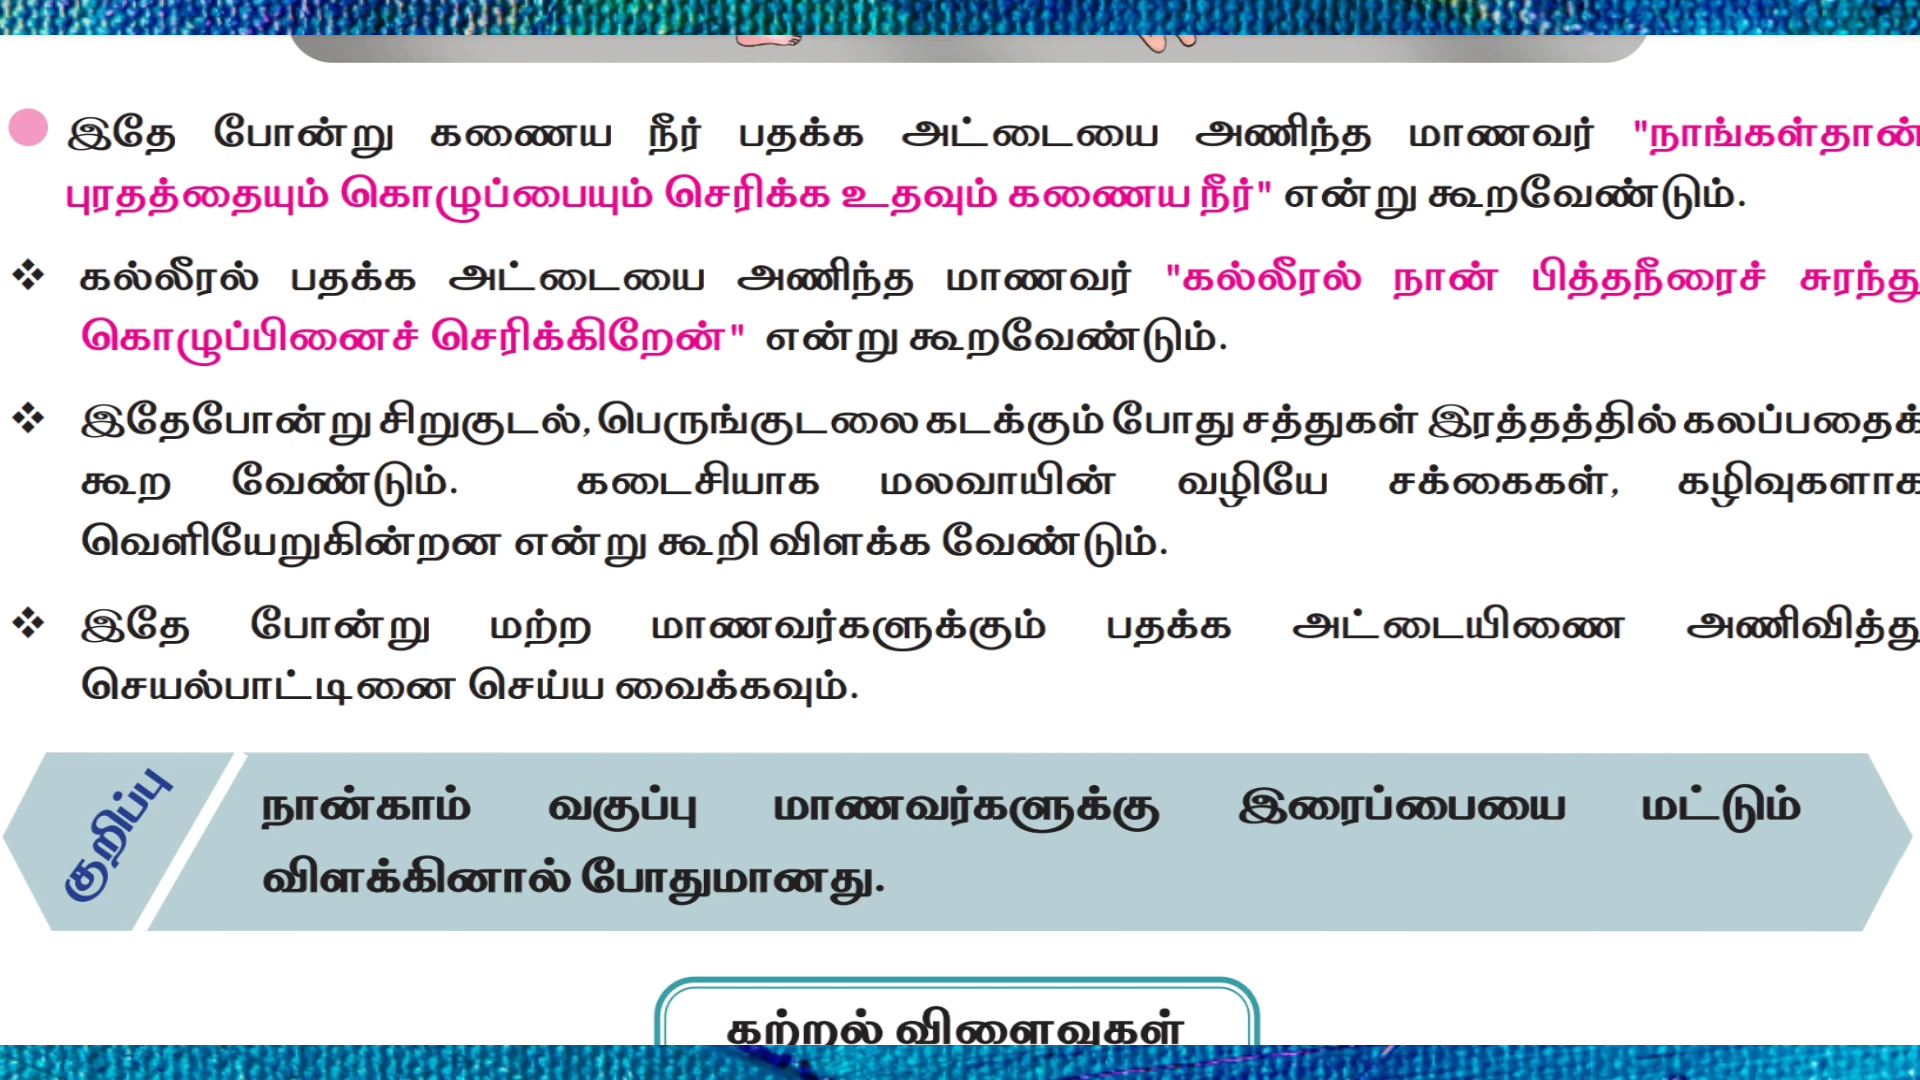 இதே போன்று கணைய நீர் பதக்க அட்டையை அணிந்த மாணவர் "நாங்கள்தான்
புரதத்தையும் கொழுப்பையும் செரிக்க உதவும் கணைய நீர்" என்று கூறவேண்டும்.
கல்லீரல் பதக்க அட்டையை அணிந்த மாணவர் "கல்லீரல் நான் பித்தநீரைச் சுரந்து
கொழுப்பினைச் செரிக்கிறேன்" என்று கூறவேண்டும்.
இதேபோன்று சிறுகுடல், பெருங்குடலை கடக்கும் போது சத்துகள் இரத்தத்தில் கலப்பதைக்
கூற வேண்டும். கடைசியாக மலவாயின் வழியே சக்கைகள், கழிவுகளாக
வெளியேறுகின்றன என்று கூறி விளக்க வேண்டும்.
இதே போன்று மற்ற மாணவர்களுக்கும் பதக்க அட்டையிணை அணிவித்து
செயல்பாட்டினை செய்ய வைக்கவும்.
குறிப்பு
நான்காம் வகுப்பு மாணவர்களுக்கு இரைப்பையை மட்டும்
விளக்கினால் போதுமானது.
கற்றல் விளைவுகள்